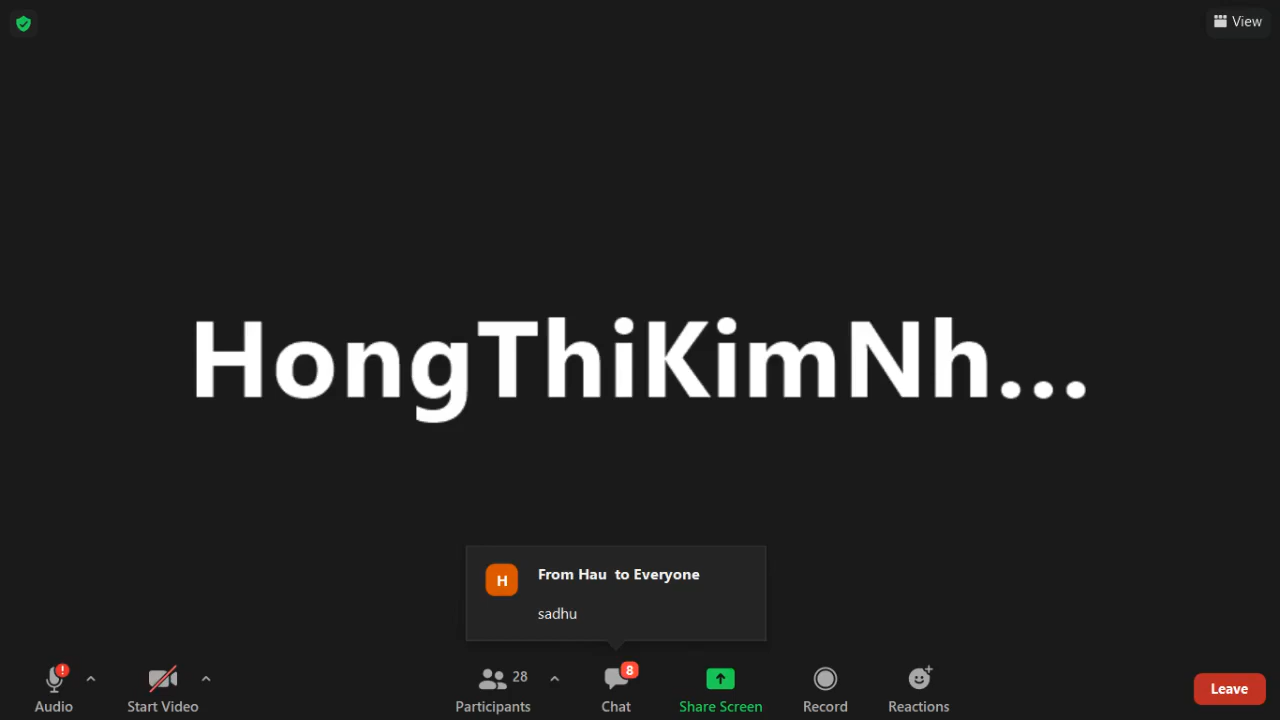 View
HongThiKimNh...
H
From Hau to Everyone
sadhu
!
28
8
Audio
Start Video
Participants
Chat
Share Screen
Record
Reactions
Leave